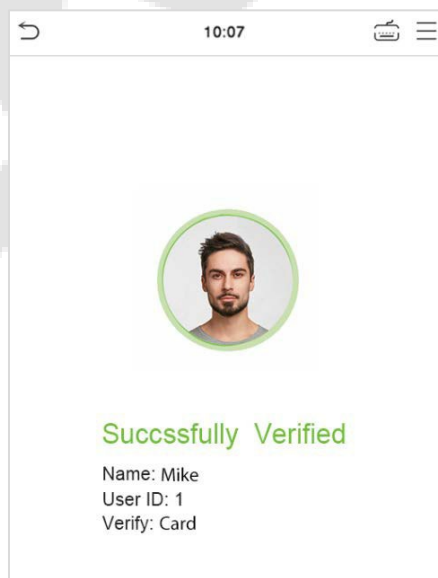 10:07
Succssfully Verified
Name: Mike
User ID: 1
Verify: Card